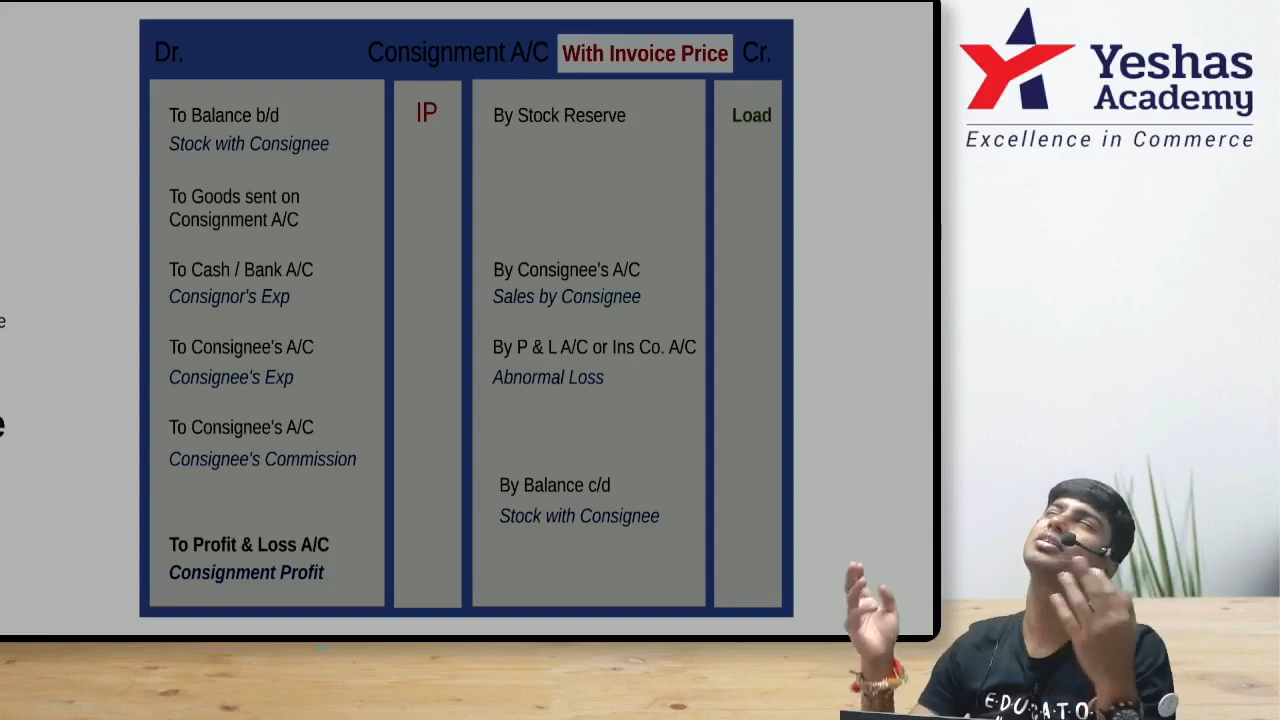 Dr.
Consignment A/C
With Invoice Price
Cr.
To Balance b/d
Stock with Consignee
IP
By Stock Reserve
Load
To Goods sent on
Consignment A/C
To Cash / Bank A/C
Consignor's Exp
By Consignee's A/C
Sales by Consignee
To Consignee's A/C
Consignee's Exp
By P & L A/C or Ins Co. A/C
Abnormal Loss
To Consignee's A/C
Consignee's Commission
By Balance c/d
Stock with Consignee
To Profit & Loss A/C
Consignment Profit
e
e
Yeshas
Academy
Excellence in Commerce